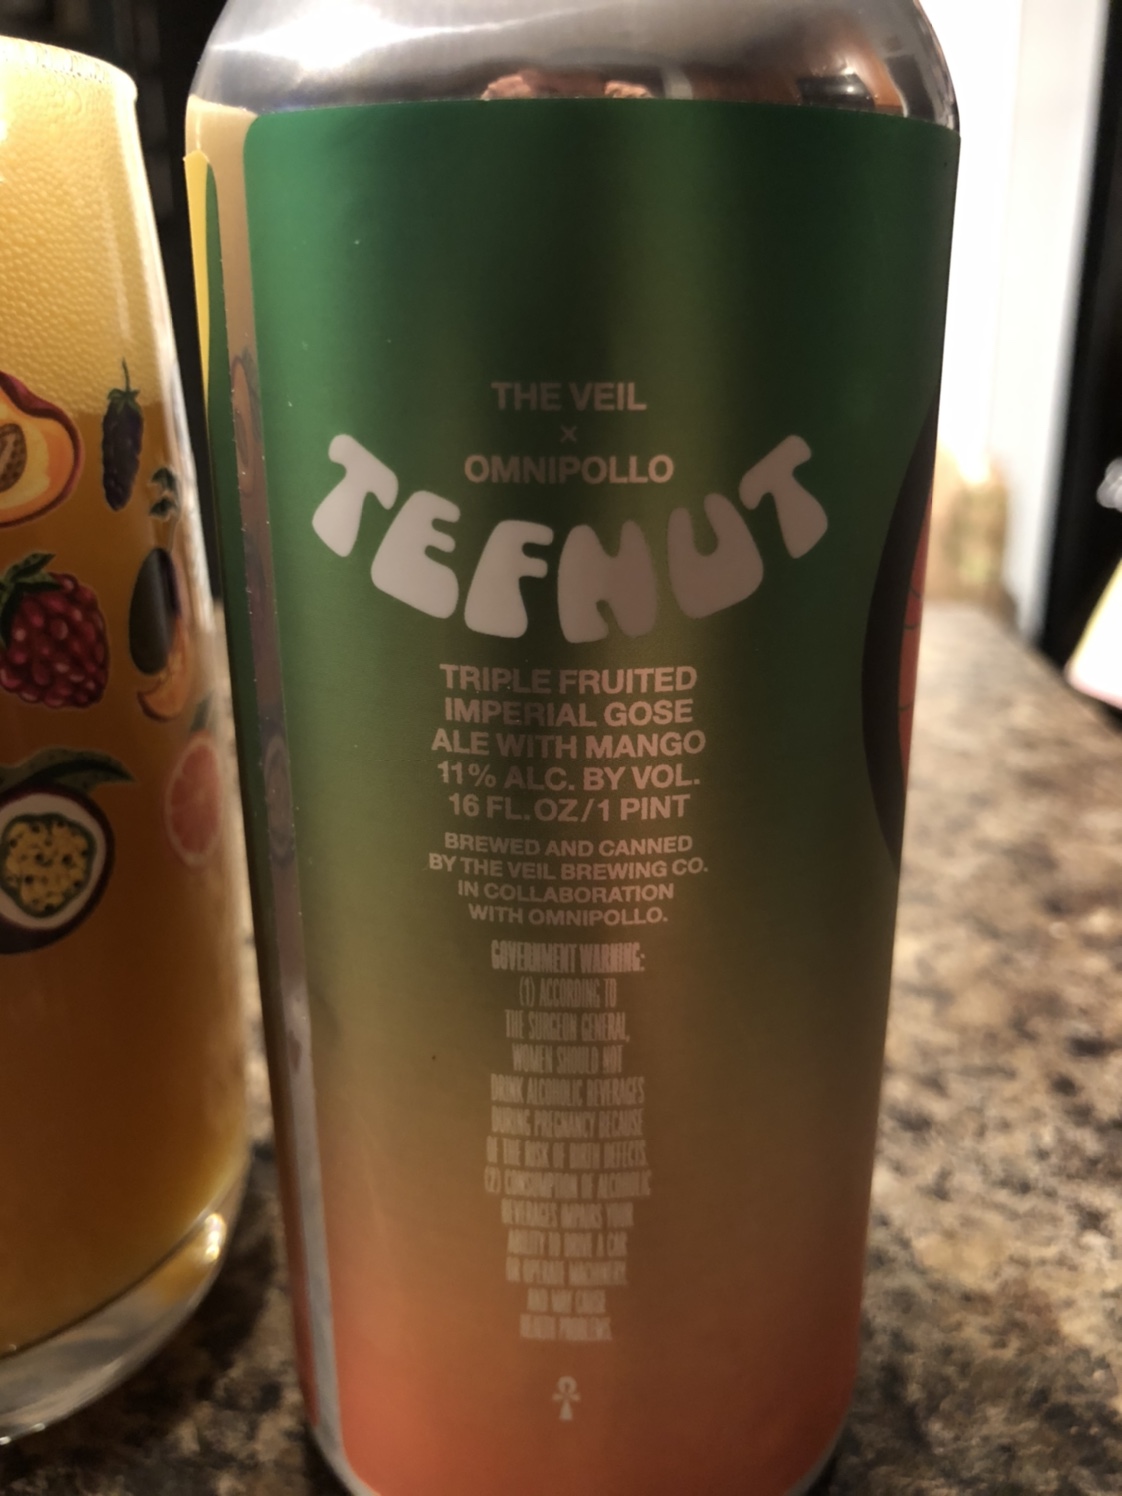 THE VEIL
×
OMNIPOLLO
TEFNUT
TRIPLE FRUITED
IMPERIAL GOSE
ALE WITH MANGO
11% ALC. BY VOL.
16 FL.OZ/1 PINT
BREWED AND CANNED
BY THE VEIL BREWING CO.
IN COLLABORATION
WITH OMNIPOLLO.
GOVERNMENT WARNING:
(1) ACCORDING TO
THE SURGEON GENERAL,
WOMEN SHOULD NOT
DRINK ALCOHOLIC BEVERAGES
DURING PREGNANCY BECAUSE
OF THE RISK OF BIRTH DEFECTS.
(2) CONSUMPTION OF ALCOHOLIC
BEVERAGES IMPAIRS YOUR
ABILITY TO DRIVE A CAR
OR OPERATE MACHINERY,
AND MAY CAUSE
HEALTH PROBLEMS.